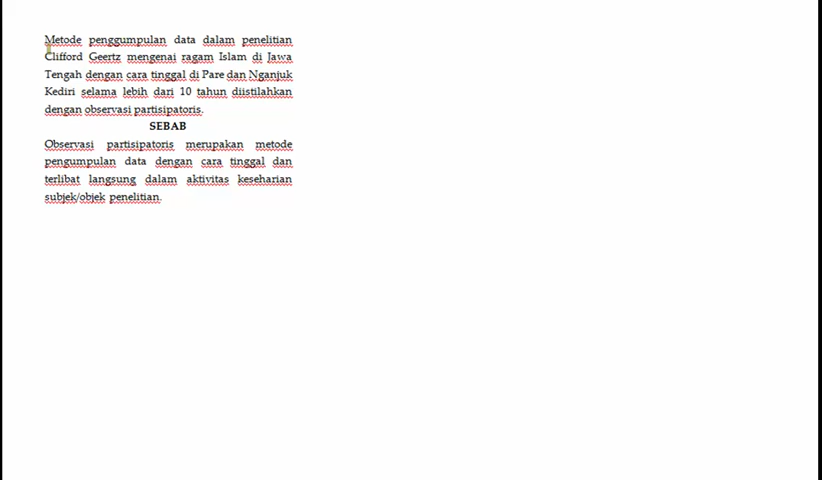 Metode penggumpulan data dalam penelitian
Clifford Geertz mengenai ragam Islam di Jawa
Tengah dengan cara tinggal di Pare dan Nganjuk
Kediri selama lebih dari 10 tahun diistilahkan
dengan observasi partisipatoris.
SEBAB
Observasi partisipatoris merupakan metode
pengumpulan data dengan cara tinggal dan
terlibat langsung dalam aktivitas keseharian
subjek/objek penelitian.